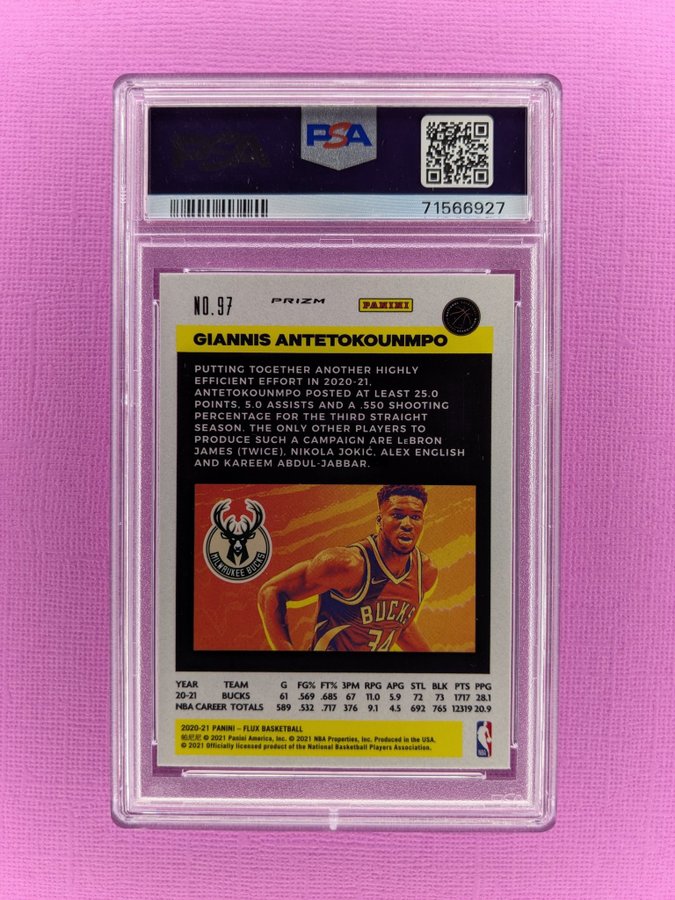 PSA
PSA
71566927
NO. 97
PRIZM
PANINI
GIANNIS ANTETOKOUNMPO
PUTTING TOGETHER ANOTHER HIGHLY
EFFICIENT EFFORT IN 2020-21,
ANTETOKOUNMPO POSTED AT LEAST 25.0
POINTS, 5.0 ASSISTS AND A .550 SHOOTING
PERCENTAGE FOR THE THIRD STRAIGHT
SEASON. THE ONLY OTHER PLAYERS TO
PRODUCE SUCH A CAMPAIGN ARE LeBRON
JAMES (TWICE), NIKOLA JOKIĆ, ALEX ENGLISH
AND KAREEM ABDUL-JABBAR.
MILWAUKEE BUCKS
BUCKS
34
YEAR TEAM G FG% FT% 3PM RPG APG STL BLK PTS PPG
20-21 BUCKS 61 .569 .685 67 11.0 5.9 72 73 1717 28.1
NBA CAREER TOTALS 589 .532 .717 376 9.1 4.5 692 765 12319 20.9
2020-21 PANINI – FLUX BASKETBALL
帕尼尼 © 2021 Panini America, Inc. © 2021 NBA Properties, Inc. Produced in the USA.
© 2021 Officially licensed product of the National Basketball Players Association.
NBA
PSA